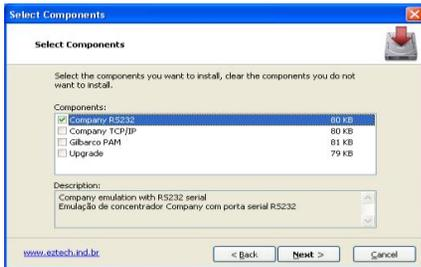 Select Components
Select Components
Select the components you want to install, clear the components you do not
want to install.
Components:
Company RS232 80 KB
Company TCP/IP 80 KB
Gilbarco PAM 81 KB
Upgrade 79 KB
Description:
Company emulation with RS232 serial
Emulação de concentrador Company com porta serial RS232
www.eztech.ind.br
< Back
Next >
Cancel